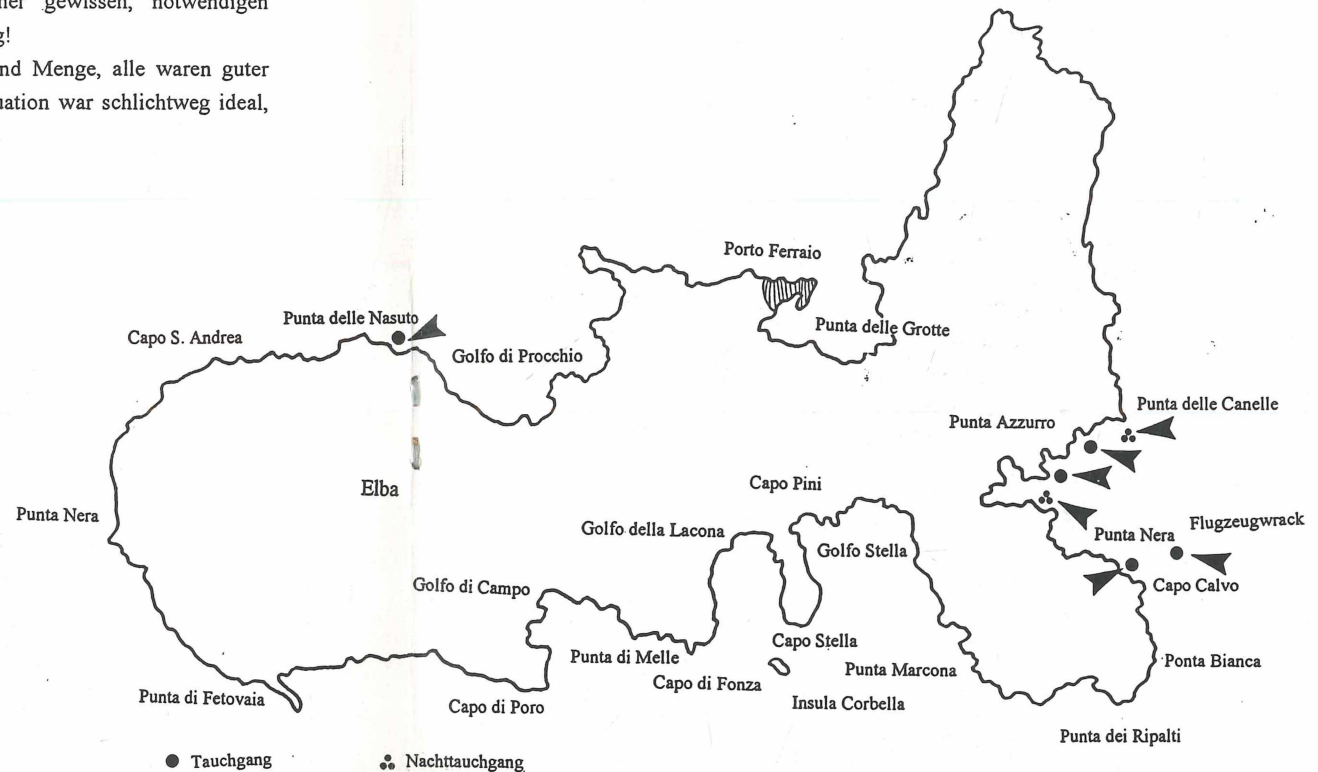 gewissen, notwendigen
g!
nd Menge, alle waren guter
uation war schlichtweg ideal,
Porto Ferraio
Punta delle Nasuto
Capo S. Andrea
Punta delle Grotte
Golfo di Procchio
Punta delle Canelle
Punta Azzurro
Elba
Capo Pini
Punta Nera
Golfo della Lacona
Flugzeugwrack
Punta Nera
Golfo Stella
Golfo di Campo
Capo Calvo
Capo Stella
Punta di Melle
Ponta Bianca
Punta Marcona
Capo di Fonza
Punta di Fetovaia
Insula Corbella
Capo di Poro
Punta dei Ripalti
Tauchgang
Nachttauchgang